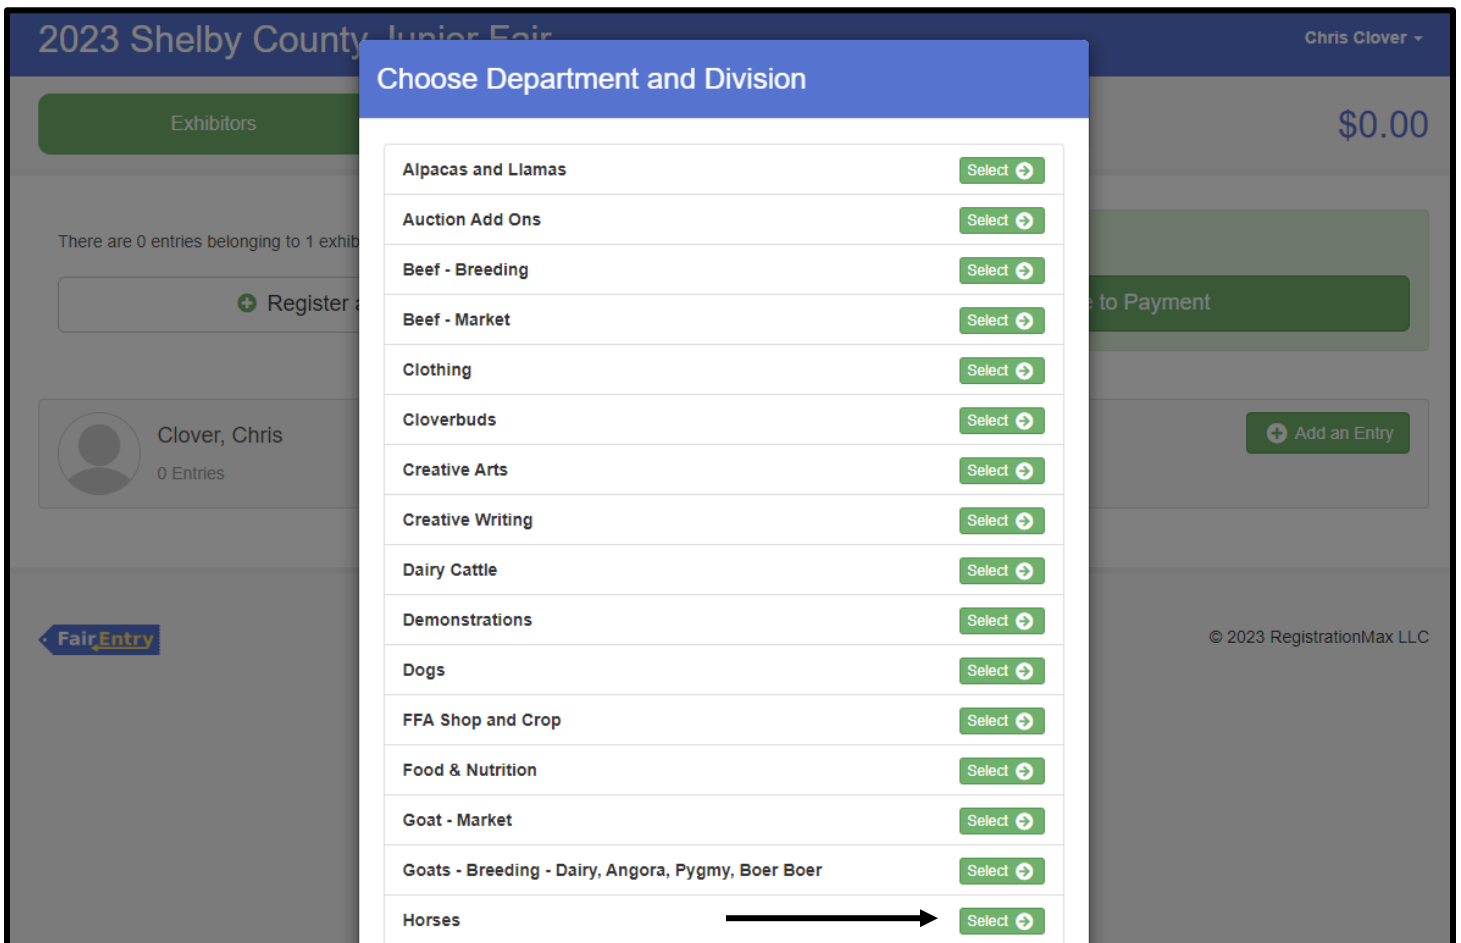 2023 Shelby County Junior Fair
Chris Clover
Choose Department and Division
Exhibitors
$0.00
Alpacas and Llamas Select
Auction Add Ons Select
There are 0 entries belonging to 1 exhib
Beef - Breeding Select
Register a
to Payment
Beef - Market Select
Clothing Select
Cloverbuds Select
Clover, Chris
Add an Entry
0 Entries
Creative Arts Select
Creative Writing Select
Dairy Cattle Select
Demonstrations Select
FairEntry
© 2023 RegistrationMax LLC
Dogs Select
FFA Shop and Crop Select
Food & Nutrition Select
Goat - Market Select
Goats - Breeding - Dairy, Angora, Pygmy, Boer Boer Select
Horses Select